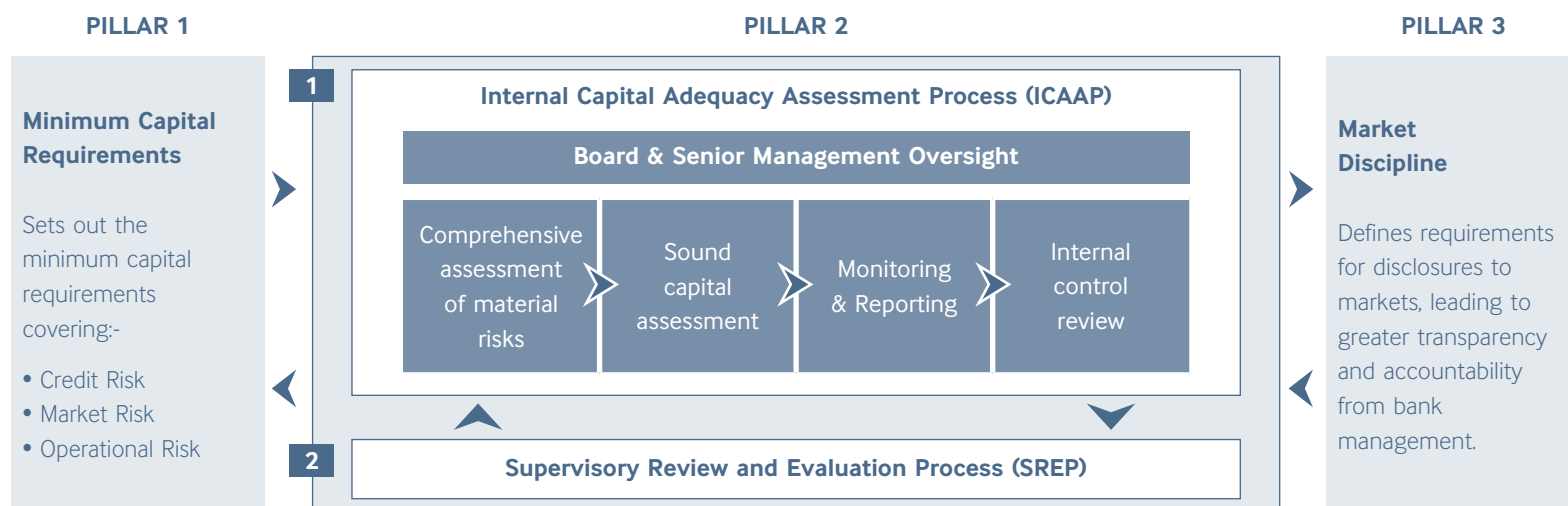 PILLAR 1
Minimum Capital
Requirements
Sets out the
minimum capital
requirements
covering:-
• Credit Risk
• Market Risk
• Operational Risk
PILLAR 2
1
Internal Capital Adequacy Assessment Process (ICAAP)
Board & Senior Management Oversight
Comprehensive
assessment
of material
risks
Sound
capital
assessment
Monitoring
& Reporting
Internal
control
review
2
Supervisory Review and Evaluation Process (SREP)
PILLAR 3
Market
Discipline
Defines requirements
for disclosures to
markets, leading to
greater transparency
and accountability
from bank
management.